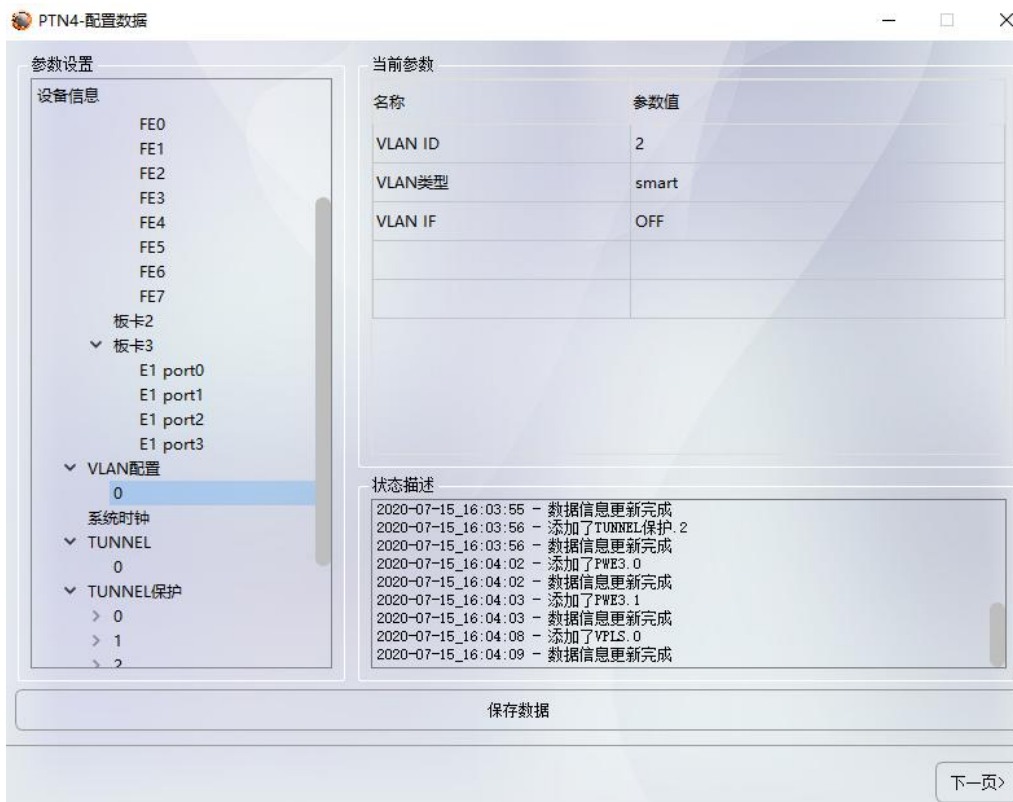 PTN4-配置数据
参数设置
设备信息
FE0
FE1
FE2
FE3
FE4
FE5
FE6
FE7
板卡2
板卡3
E1 port0
E1 port1
E1 port2
E1 port3
VLAN配置
0
系统时钟
TUNNEL
0
TUNNEL保护
0
1
2
当前参数
名称 参数值
VLAN ID 2
VLAN类型 smart
VLAN IF OFF
状态描述
2020-07-15_16:03:55 - 数据信息更新完成
2020-07-15_16:03:56 - 添加了TUNNEL保护.2
2020-07-15_16:03:56 - 数据信息更新完成
2020-07-15_16:04:02 - 添加了PWE3.0
2020-07-15_16:04:02 - 数据信息更新完成
2020-07-15_16:04:03 - 添加了PWE3.1
2020-07-15_16:04:03 - 数据信息更新完成
2020-07-15_16:04:08 - 添加了VPLS.0
2020-07-15_16:04:09 - 数据信息更新完成
保存数据
下一页>